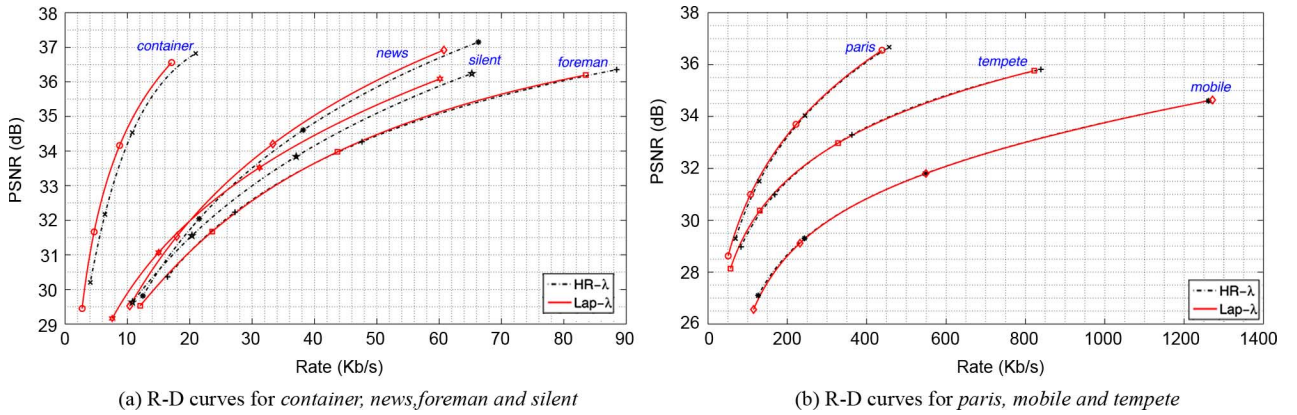 38
37
36
35
34
33
32
31
30
29
PSNR (dB)
0 10 20 30 40 50 60 70 80 90
Rate (Kb/s)
container
news
silent
foreman
HR-λ
Lap-λ
(a) R-D curves for container, news,foreman and silent
38
36
34
32
30
28
26
PSNR (dB)
0 200 400 600 800 1000 1200 1400
Rate (Kb/s)
paris
tempete
mobile
HR-λ
Lap-λ
(b) R-D curves for paris, mobile and tempete